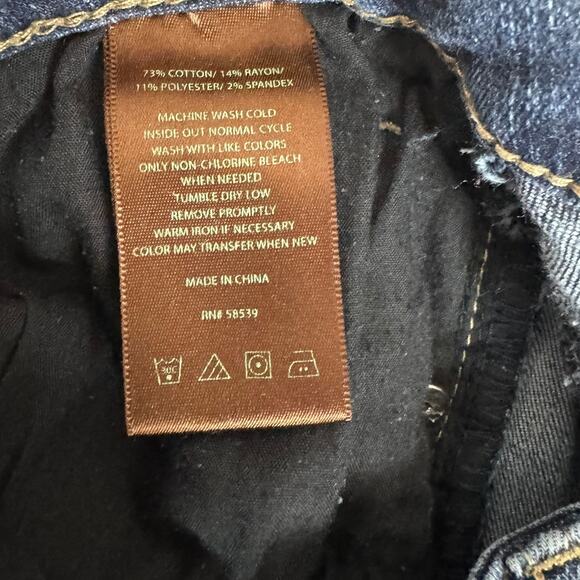 73% COTTON/ 14% RAYON/
11% POLYESTER/ 2% SPANDEX
MACHINE WASH COLD
INSIDE OUT NORMAL CYCLE
WASH WITH LIKE COLORS
ONLY NON-CHLORINE BLEACH
WHEN NEEDED
TUMBLE DRY LOW
REMOVE PROMPTLY
WARM IRON IF NECESSARY
COLOR MAY TRANSFER WHEN NEW
MADE IN CHINA
RN# 58539
30C